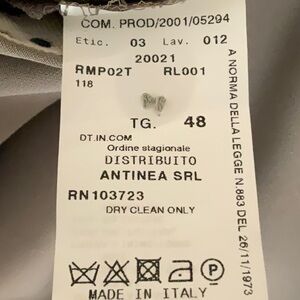 COM. PROD/2001/05294
Etic. 03 Lav. 012
20021
RMP02T RL001
118
TG. 48
DT.IN.COM
Ordine stagionale
DISTRIBUITO
ANTINEA SRL
RN103723
DRY CLEAN ONLY
P
MADE IN ITALY
A NORMA DELLA LEGGE N.883 DEL 26/11/1973